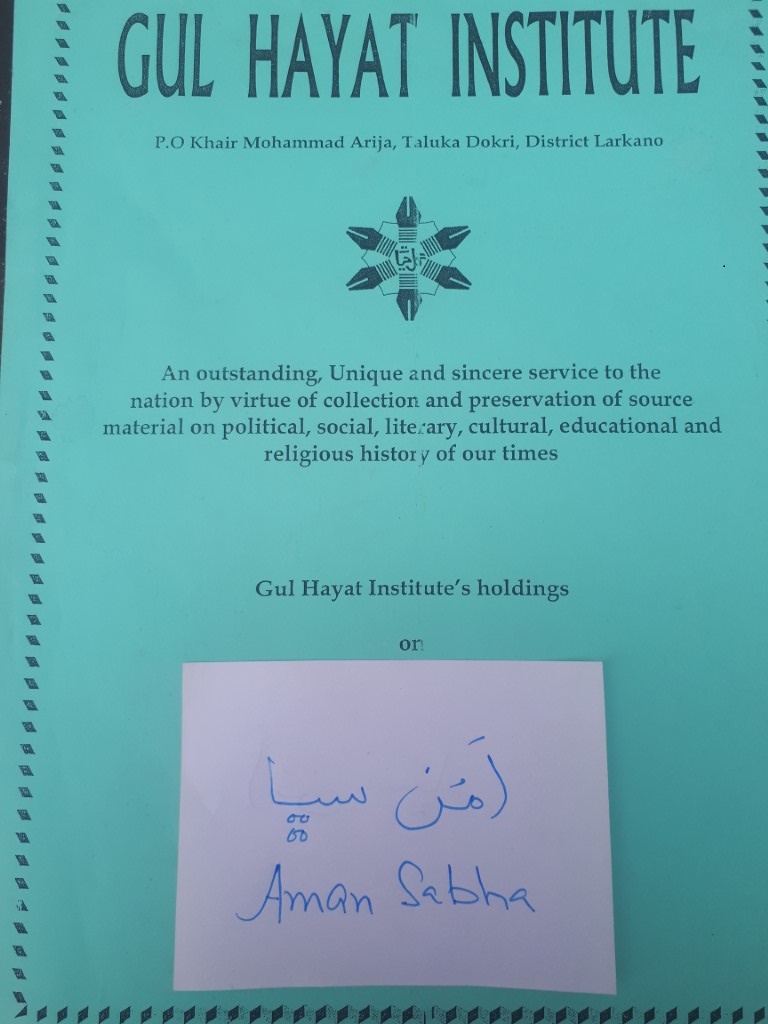 GUL HAYAT INSTITUTE
P.O Khair Mohammad Arija, Taluka Dokri, District Larkano
An outstanding, Unique and sincere service to the
nation by virtue of collection and preservation of source
material on political, social, literary, cultural, educational and
religious history of our times
Gul Hayat Institute's holdings
on
اَمُن سڀا
Aman Sabha